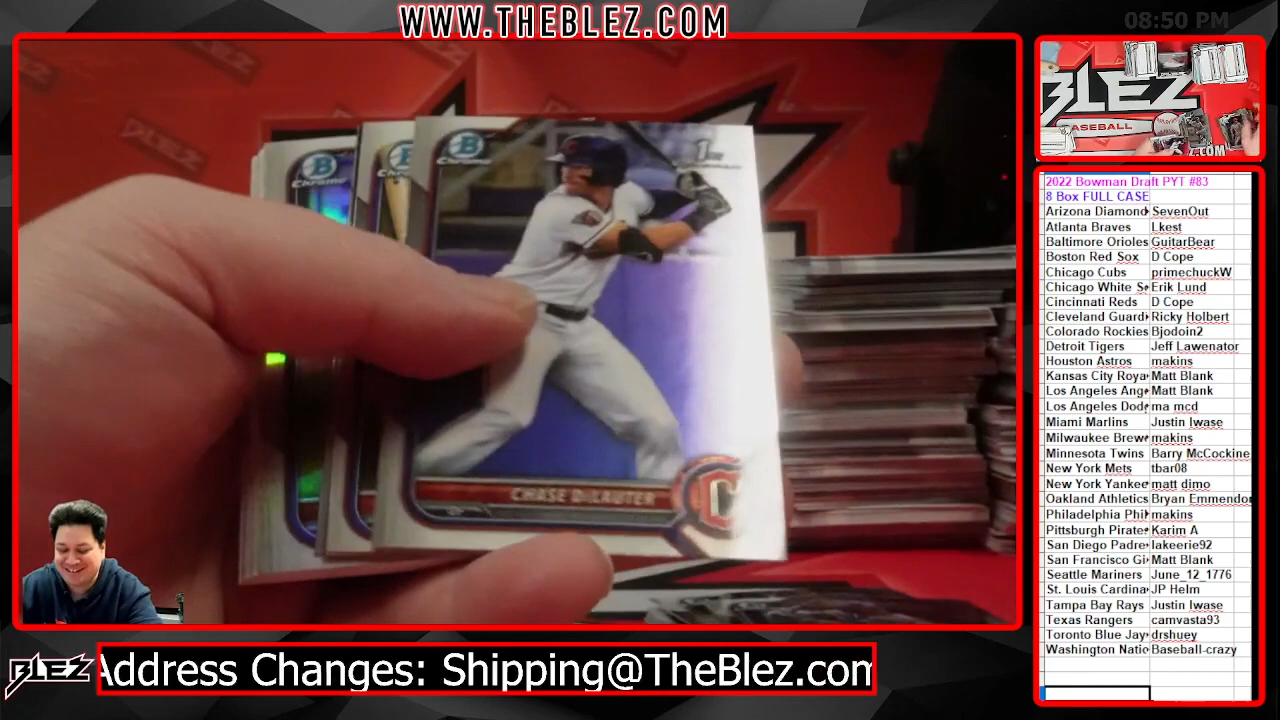 WWW.THEBLEZ.COM
08:50 PM
B
Chrome
B
B
Chrome
1st
CHASE DeLAUTER
BLEZ
BASEBALL
Z.COM
2022 Bowman Draft PYT #83
8 Box FULL CASE
Arizona Diamond SevenOut
Atlanta Braves Lkest
Baltimore Orioles GuitarBear
Boston Red Sox D Cope
Chicago Cubs primechuckW
Chicago White S Erik Lund
Cincinnati Reds D Cope
Cleveland Guard Ricky Holbert
Colorado Rockies Bjodoin2
Detroit Tigers Jeff Lawenator
Houston Astros makins
Kansas City Roya Matt Blank
Los Angeles Ang Matt Blank
Los Angeles Dod ma mcd
Miami Marlins Justin Iwase
Milwaukee Brew makins
Minnesota Twins Barry McCockine
New York Mets tbar08
New York Yankee matt dimo
Oakland Athletics Bryan Emmendor
Philadelphia Phi makins
Pittsburgh Pirate Karim A
San Diego Padre lakeerie92
San Francisco Gi Matt Blank
Seattle Mariners June_12_1776
St. Louis Cardina JP Helm
Tampa Bay Rays Justin Iwase
Texas Rangers camvasta93
Toronto Blue Jay drshuey
Washington Natio Baseball-crazy
BLEZ
Address Changes: Shipping@TheBlez.com